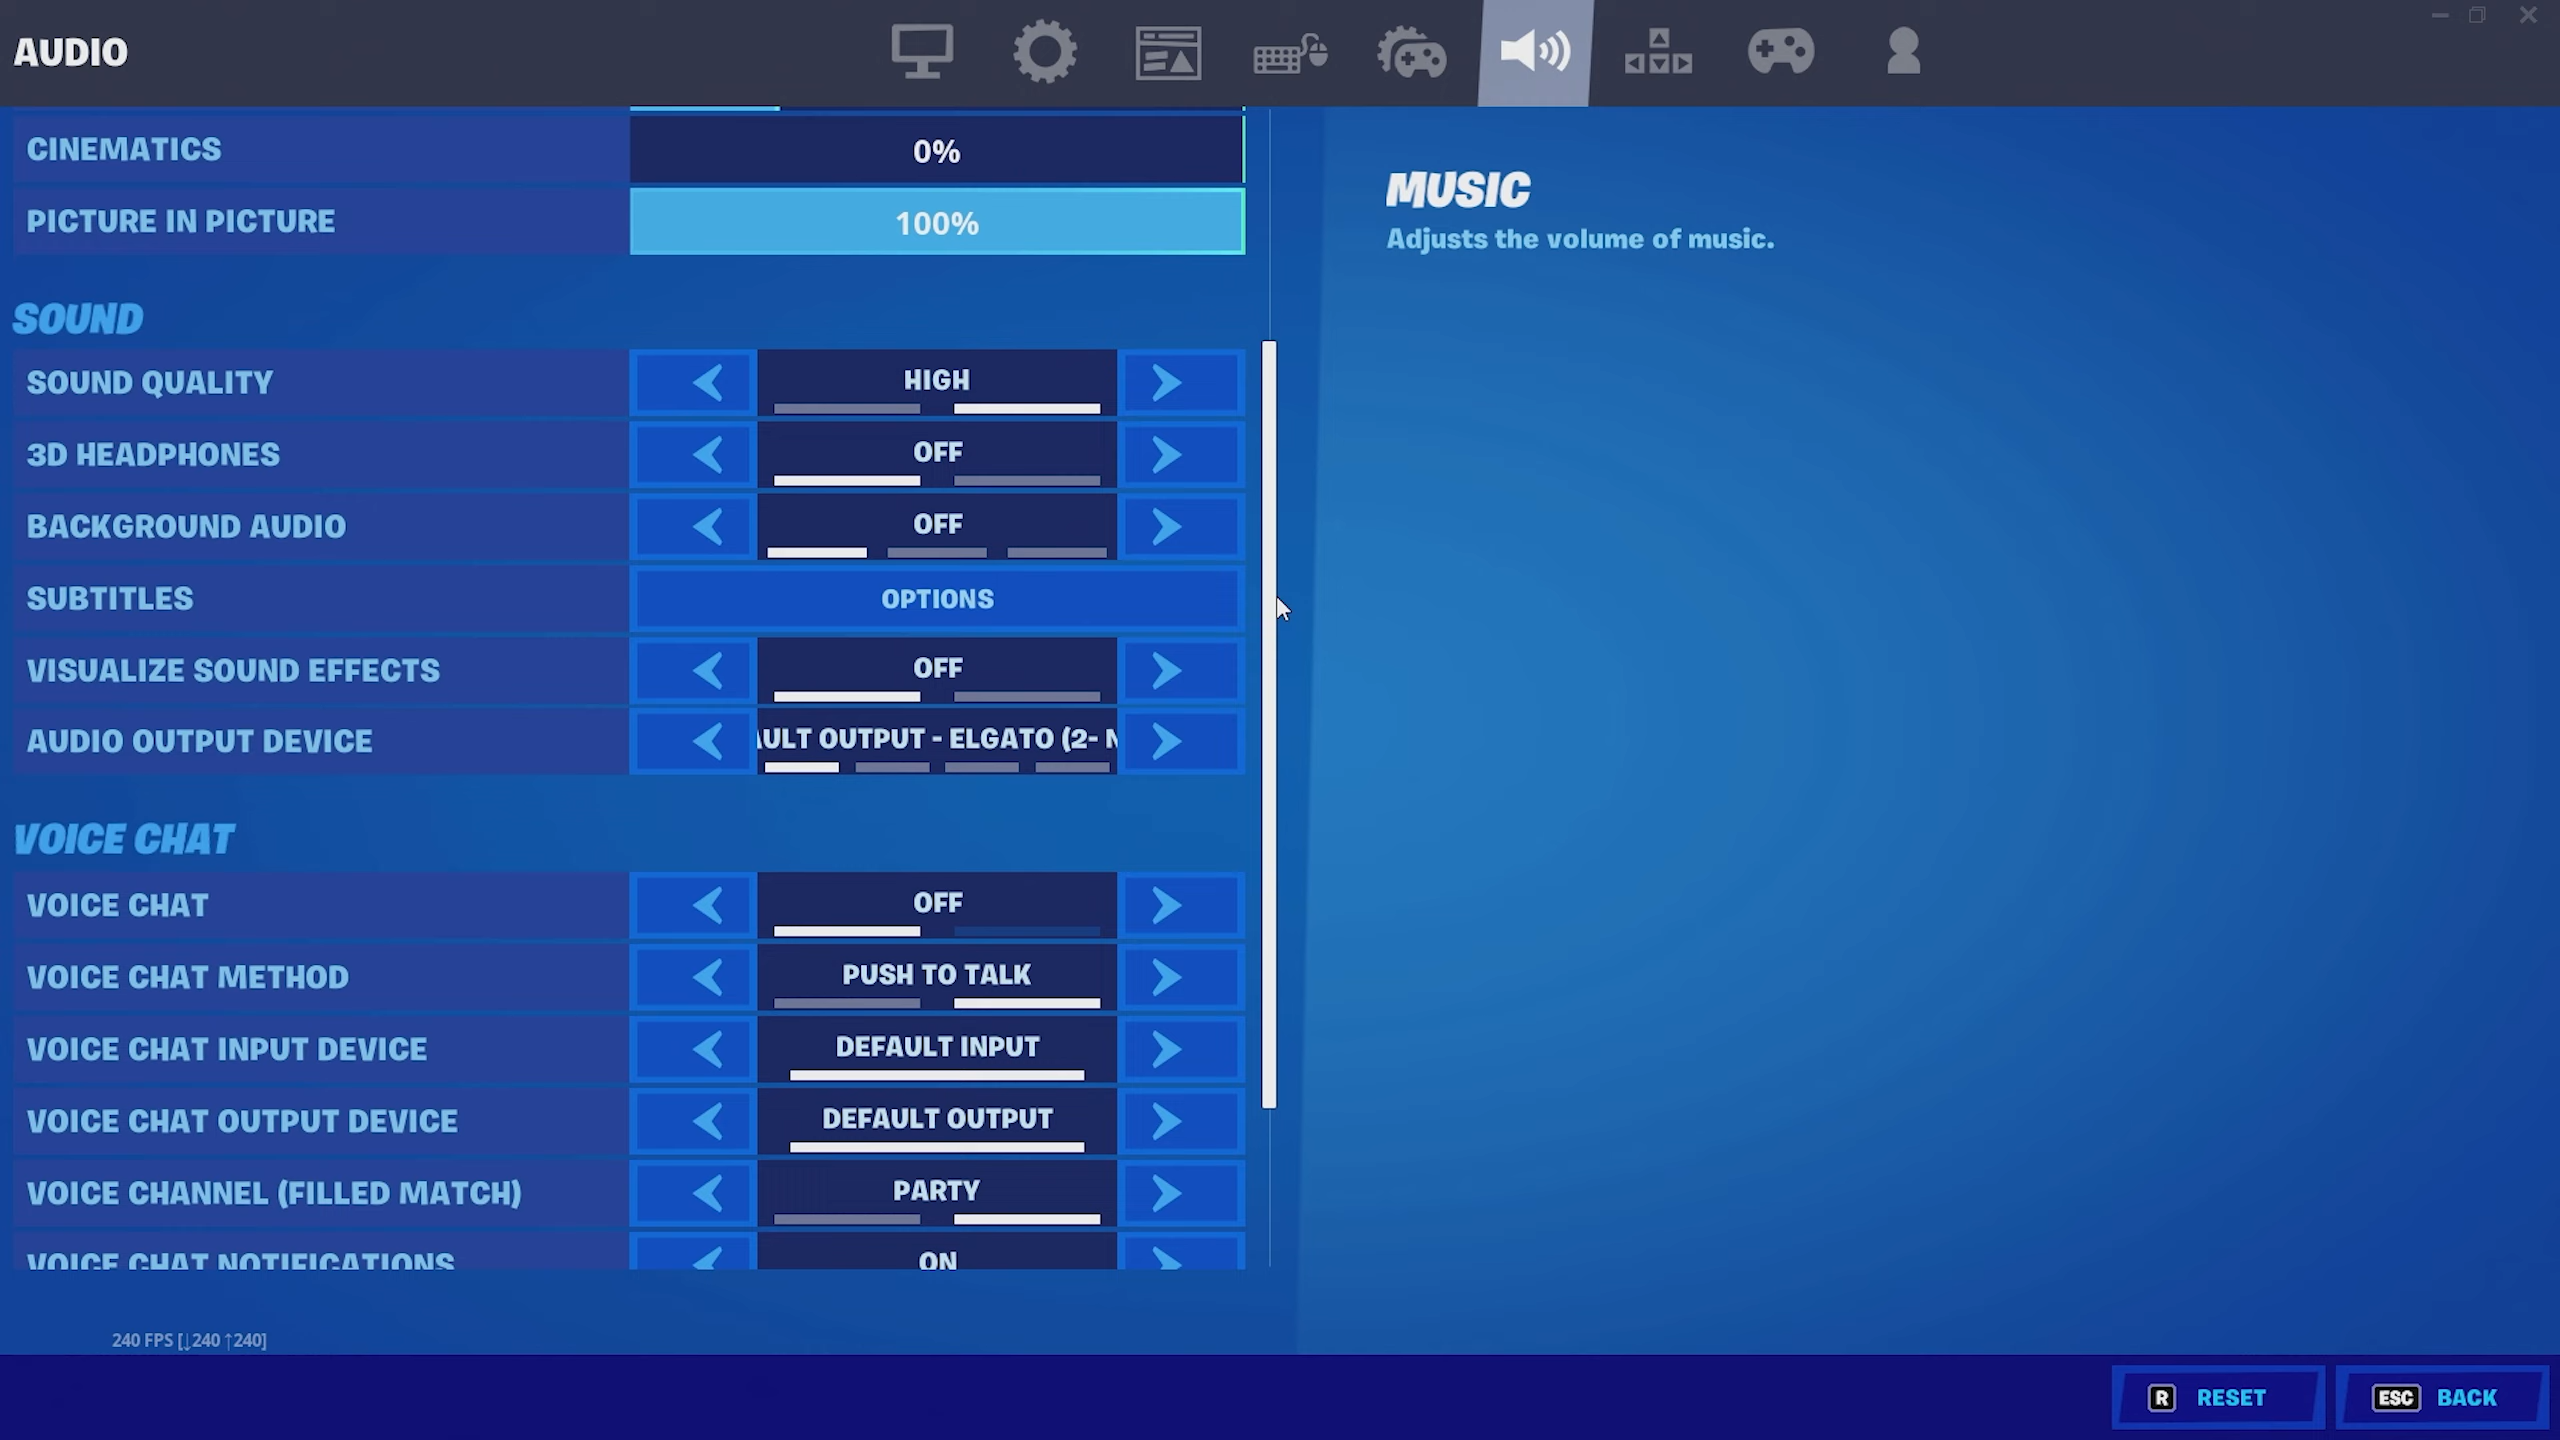 AUDIO
CINEMATICS
0%
PICTURE IN PICTURE
100%
MUSIC
Adjusts the volume of music.
SOUND
SOUND QUALITY
HIGH
3D HEADPHONES
OFF
BACKGROUND AUDIO
OFF
SUBTITLES
OPTIONS
VISUALIZE SOUND EFFECTS
OFF
AUDIO OUTPUT DEVICE
AULT OUTPUT - ELGATO (2- N
VOICE CHAT
VOICE CHAT
OFF
VOICE CHAT METHOD
PUSH TO TALK
VOICE CHAT INPUT DEVICE
DEFAULT INPUT
VOICE CHAT OUTPUT DEVICE
DEFAULT OUTPUT
VOICE CHANNEL (FILLED MATCH)
PARTY
VOICE CHAT NOTIFICATIONS
ON
240 FPS [↓240 ↑240]
R RESET
ESC BACK